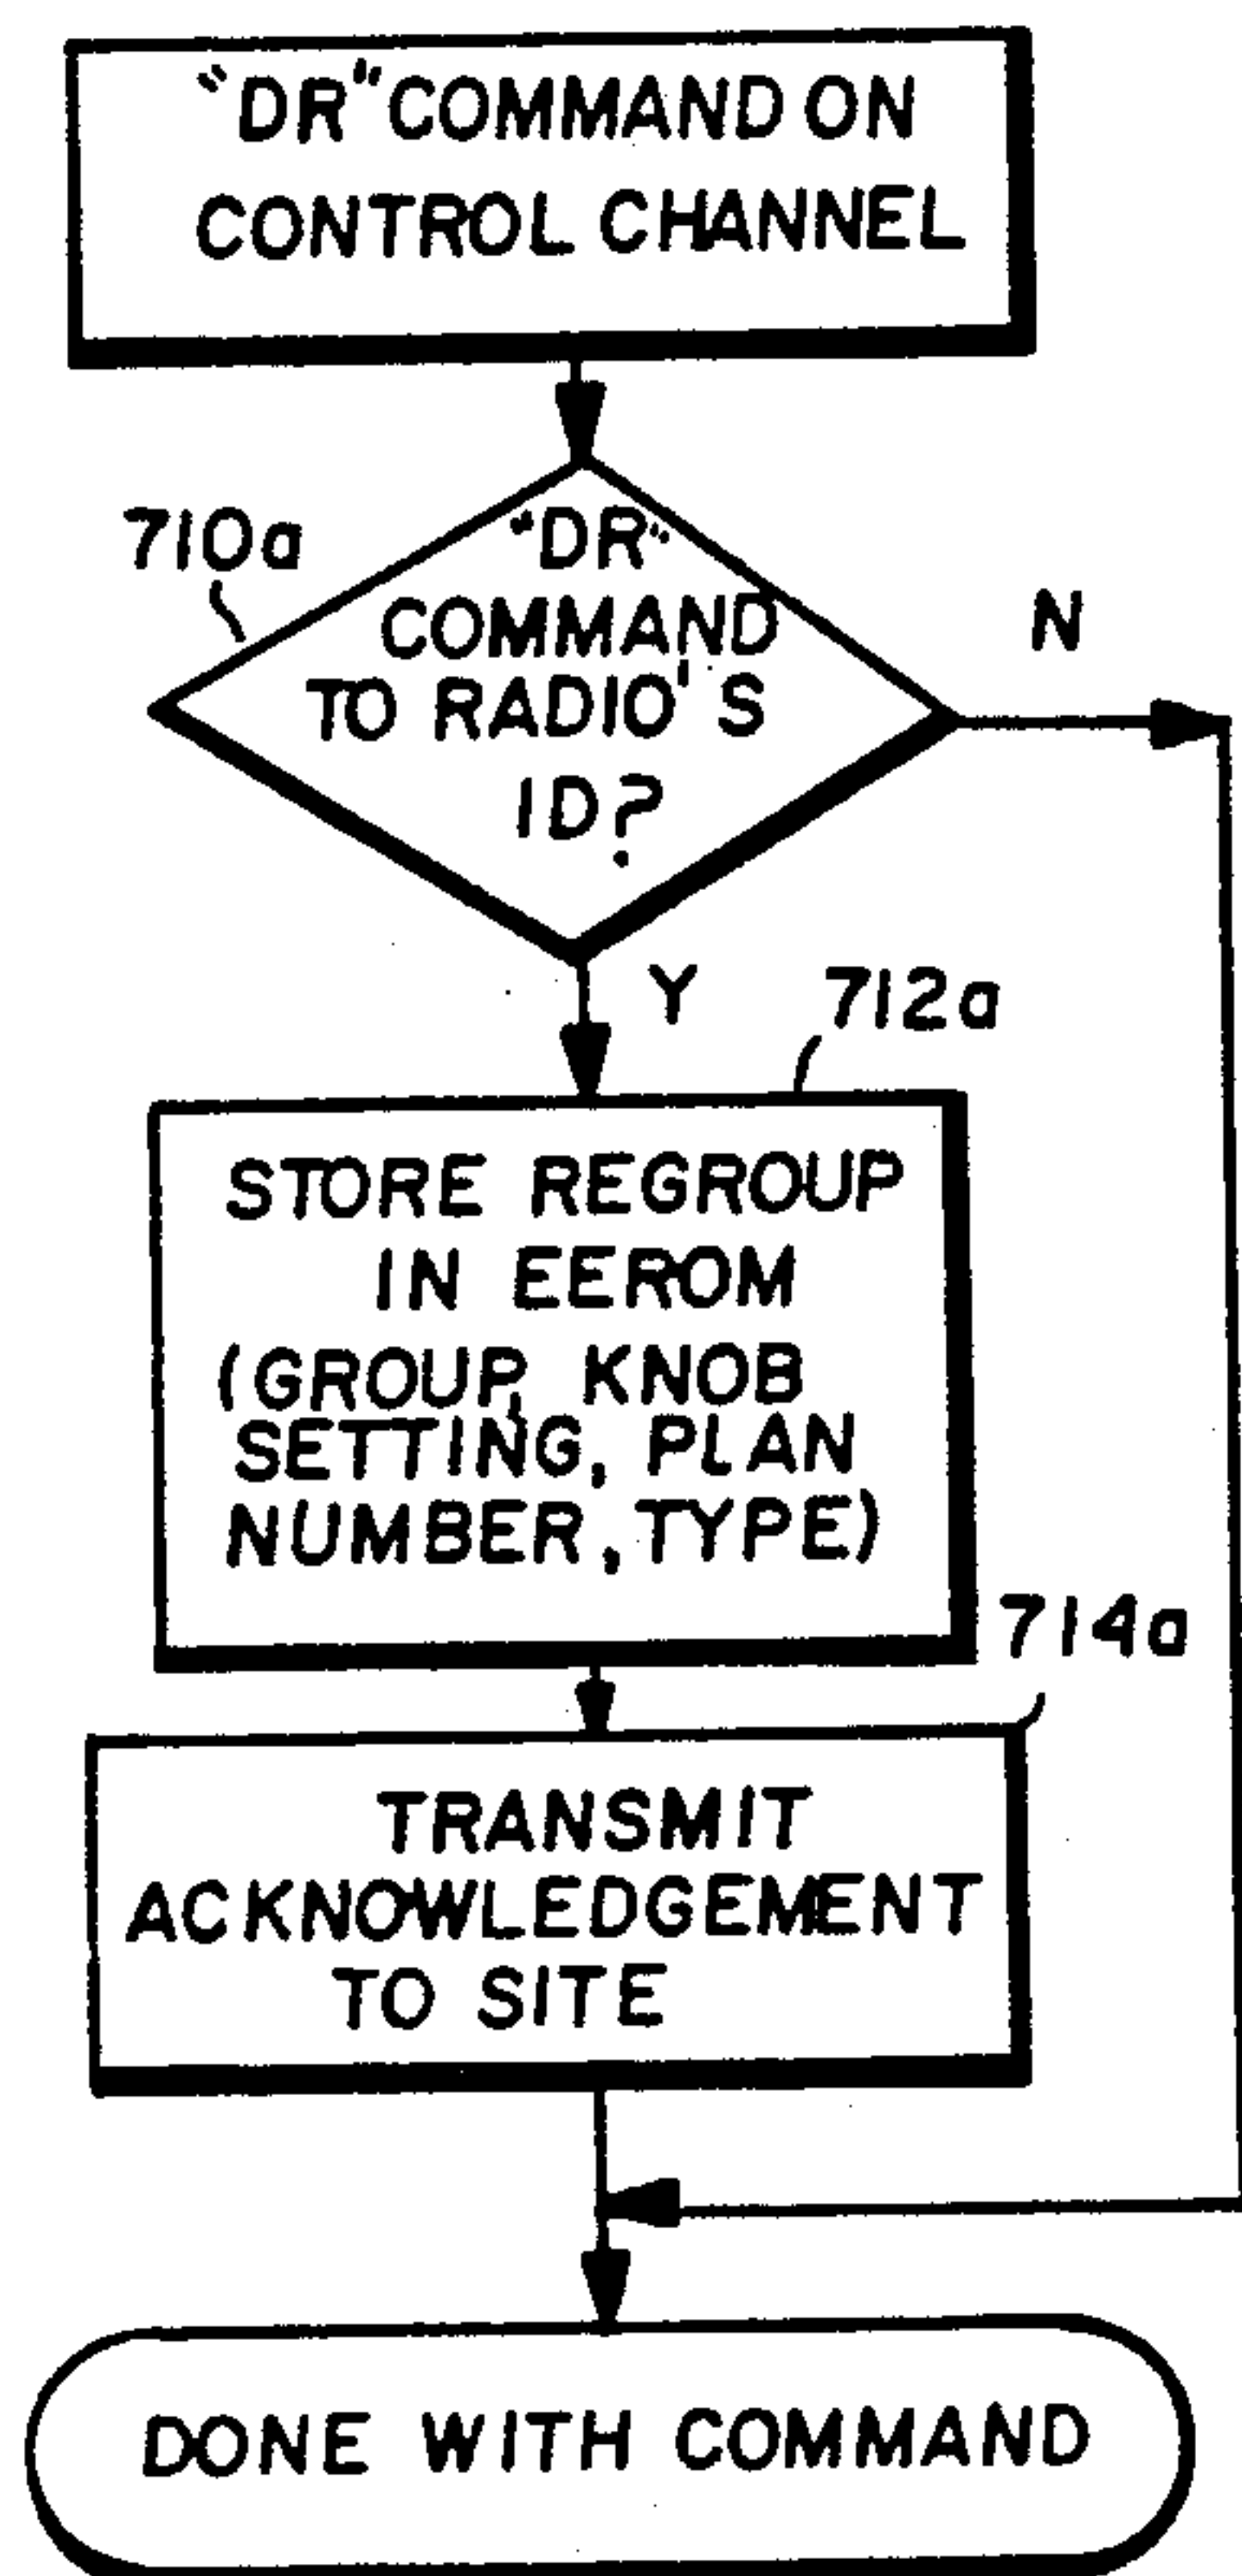 "DR" COMMAND ON
CONTROL CHANNEL
710a
"DR"
COMMAND
TO RADIO'S
ID?
N
Y
712a
STORE REGROUP
IN EEROM
(GROUP, KNOB
SETTING, PLAN
NUMBER, TYPE)
714a
TRANSMIT
ACKNOWLEDGEMENT
TO SITE
DONE WITH COMMAND